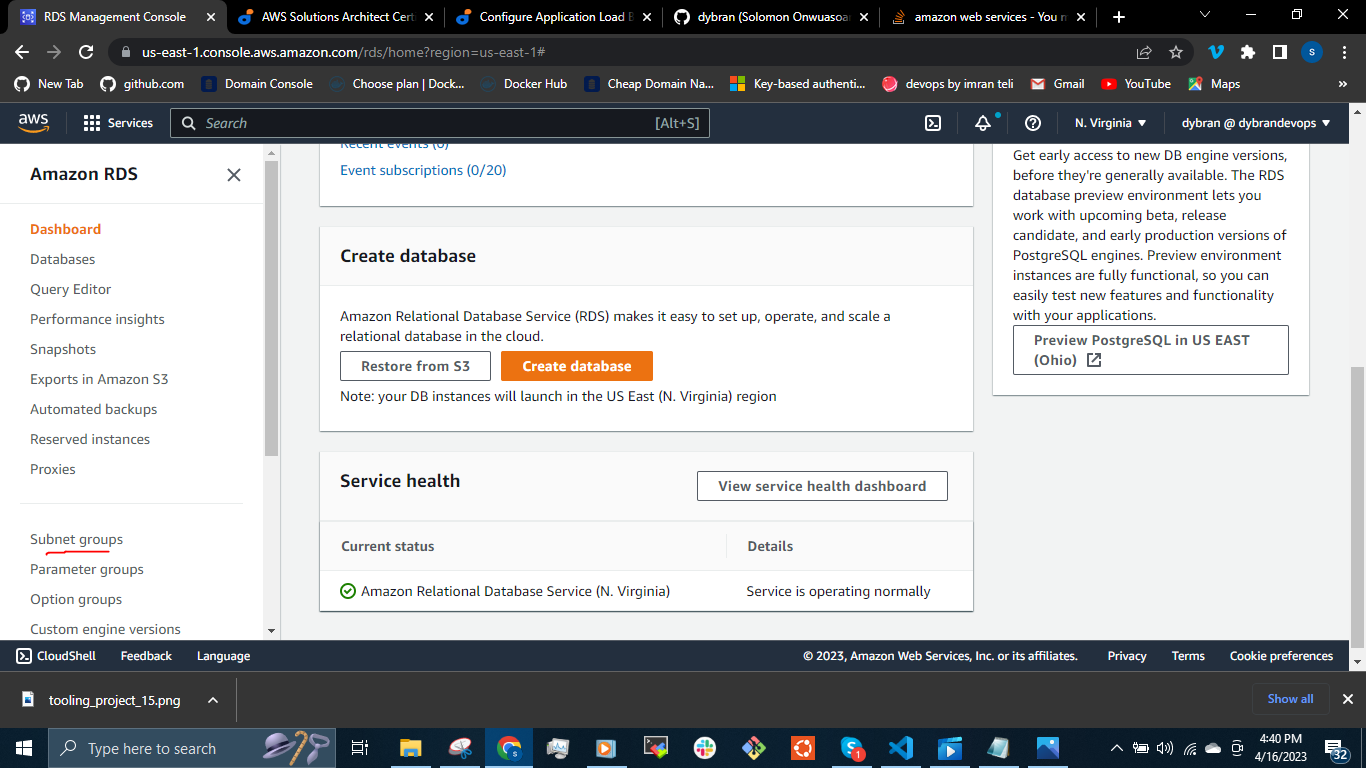 RDS Management Console
AWS Solutions Architect Cert
Configure Application Load B
dybran (Solomon Onwuasoa
amazon web services - You n
us-east-1.console.aws.amazon.com/rds/home?region=us-east-1#
S
New Tab
github.com
Domain Console
Choose plan | Dock...
Docker Hub
Cheap Domain Na...
Key-based authenti...
devops by imran teli
Gmail
YouTube
Maps
»
aws
Services
Search
[Alt+S]
N. Virginia
dybran @ dybrandevops
Amazon RDS
Dashboard
Databases
Query Editor
Performance insights
Snapshots
Exports in Amazon S3
Automated backups
Reserved instances
Proxies
Subnet groups
Parameter groups
Option groups
Custom engine versions
Recent events (0)
Event subscriptions (0/20)
Create database
Amazon Relational Database Service (RDS) makes it easy to set up, operate, and scale a
relational database in the cloud.
Restore from S3
Create database
Note: your DB instances will launch in the US East (N. Virginia) region
Service health
View service health dashboard
Current status
Details
Amazon Relational Database Service (N. Virginia)
Service is operating normally
Get early access to new DB engine versions,
before they're generally available. The RDS
database preview environment lets you
work with upcoming beta, release
candidate, and early production versions of
PostgreSQL engines. Preview environment
instances are fully functional, so you can
easily test new features and functionality
with your applications.
Preview PostgreSQL in US EAST
(Ohio)
CloudShell
Feedback
Language
© 2023, Amazon Web Services, Inc. or its affiliates.
Privacy
Terms
Cookie preferences
tooling_project_15.png
Show all
Type here to search
1
4:40 PM
4/16/2023
32